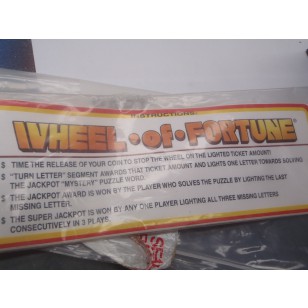 INSTRUCTIONS:
WHEEL·of·FORTUNE®
$ TIME THE RELEASE OF YOUR COIN TO STOP THE WHEEL ON THE LIGHTED TICKET AMOUNT.
$ "TURN LETTER" SEGMENT AWARDS THAT TICKET AMOUNT AND LIGHTS ONE LETTER TOWARDS SOLVING
THE JACKPOT "MYSTERY" PUZZLE WORD.
$ THE JACKPOT AWARD IS WON BY THE PLAYER WHO SOLVES THE PUZZLE BY LIGHTING THE LAST
MISSING LETTER.
$ THE SUPER JACKPOT IS WON BY ANY ONE PLAYER LIGHTING ALL THREE MISSING LETTERS
CONSECUTIVELY IN 3 PLAYS.